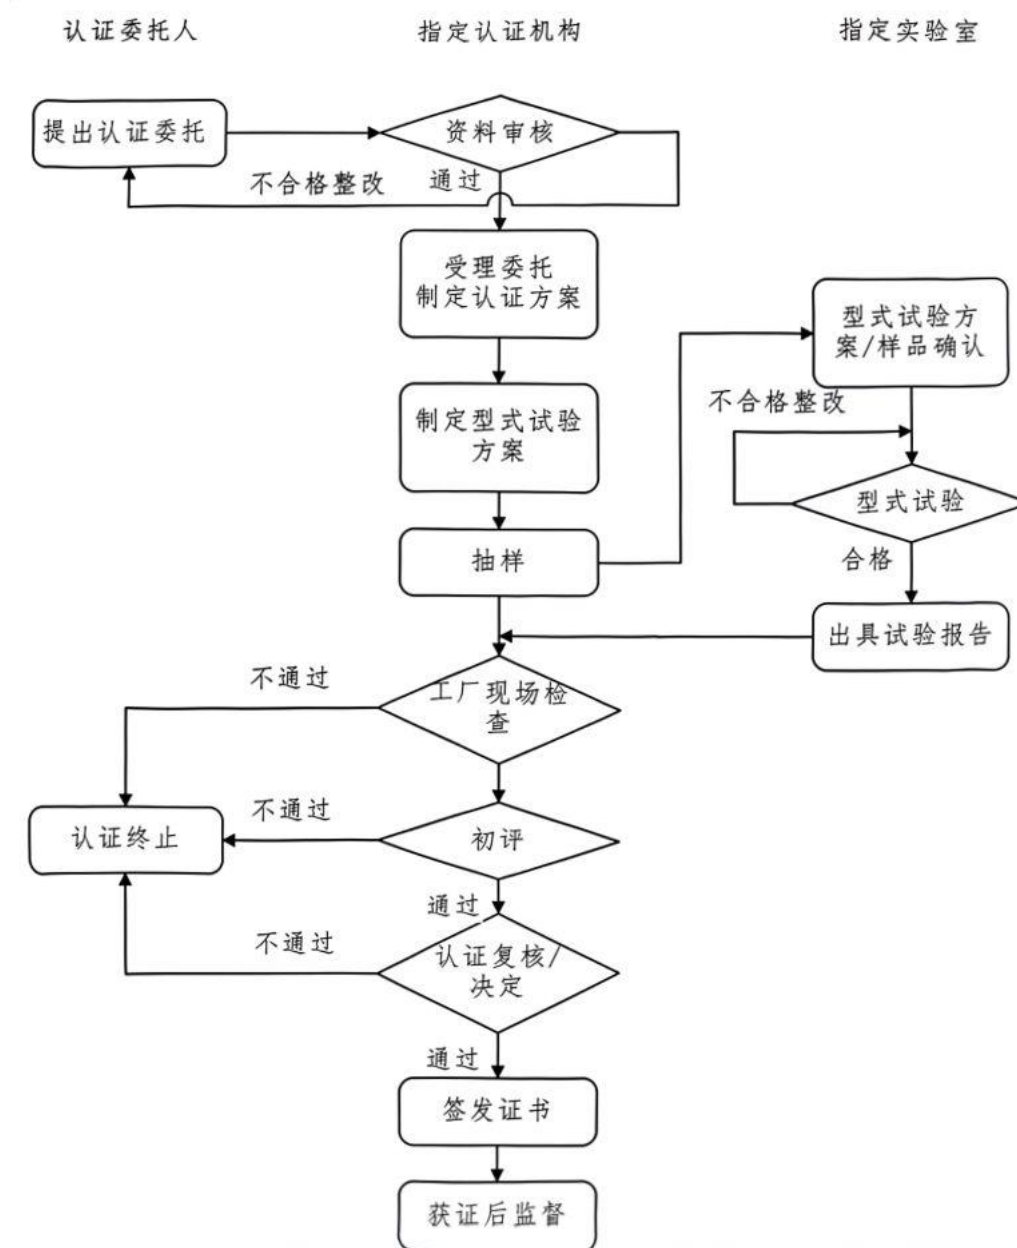 认证委托人
指定认证机构
指定实验室
提出认证委托
资料审核
不合格整改
通过
受理委托
制定认证方案
型式试验方
案/样品确认
制定型式试验
方案
不合格整改
型式试验
抽样
合格
出具试验报告
不通过
工厂现场检
查
不通过
认证终止
初评
通过
不通过
认证复核/
决定
通过
签发证书
获证后监督